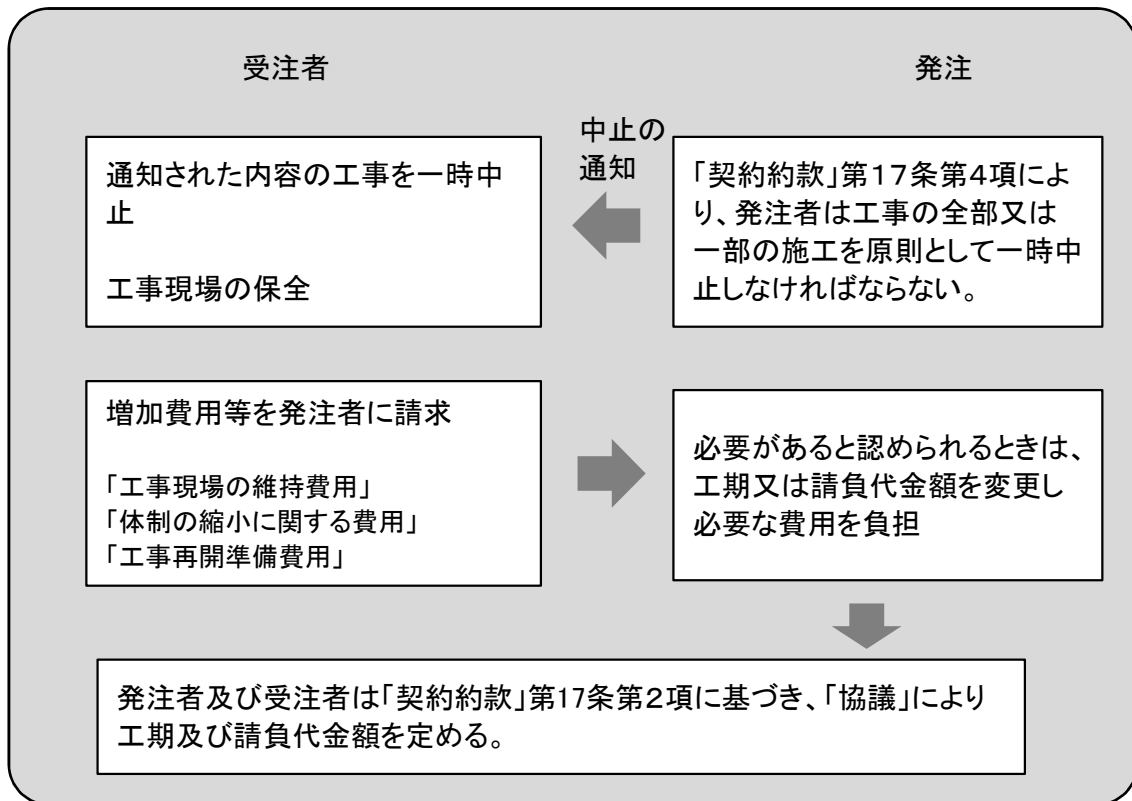 受注者
発注
中止の
通知
通知された内容の工事を一時中
止
工事現場の保全
「契約約款」第17条第4項によ
り、発注者は工事の全部又は
一部の施工を原則として一時中
止しなければならない。
増加費用等を発注者に請求
「工事現場の維持費用」
「体制の縮小に関する費用」
「工事再開準備費用」
必要があると認められるときは、
工期又は請負代金額を変更し
必要な費用を負担
発注者及び受注者は「契約約款」第17条第2項に基づき、「協議」により
工期及び請負代金額を定める。